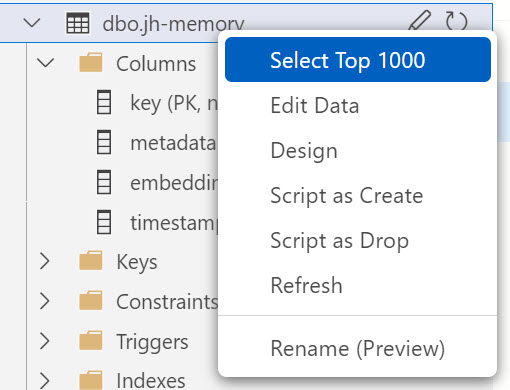 dbo.jh-memory
Select Top 1000
Columns
key (PK, n
Edit Data
metadata
Design
embeddin
Script as Create
timestamp
Script as Drop
Keys
Refresh
Constraints
Triggers
Rename (Preview)
Indexes